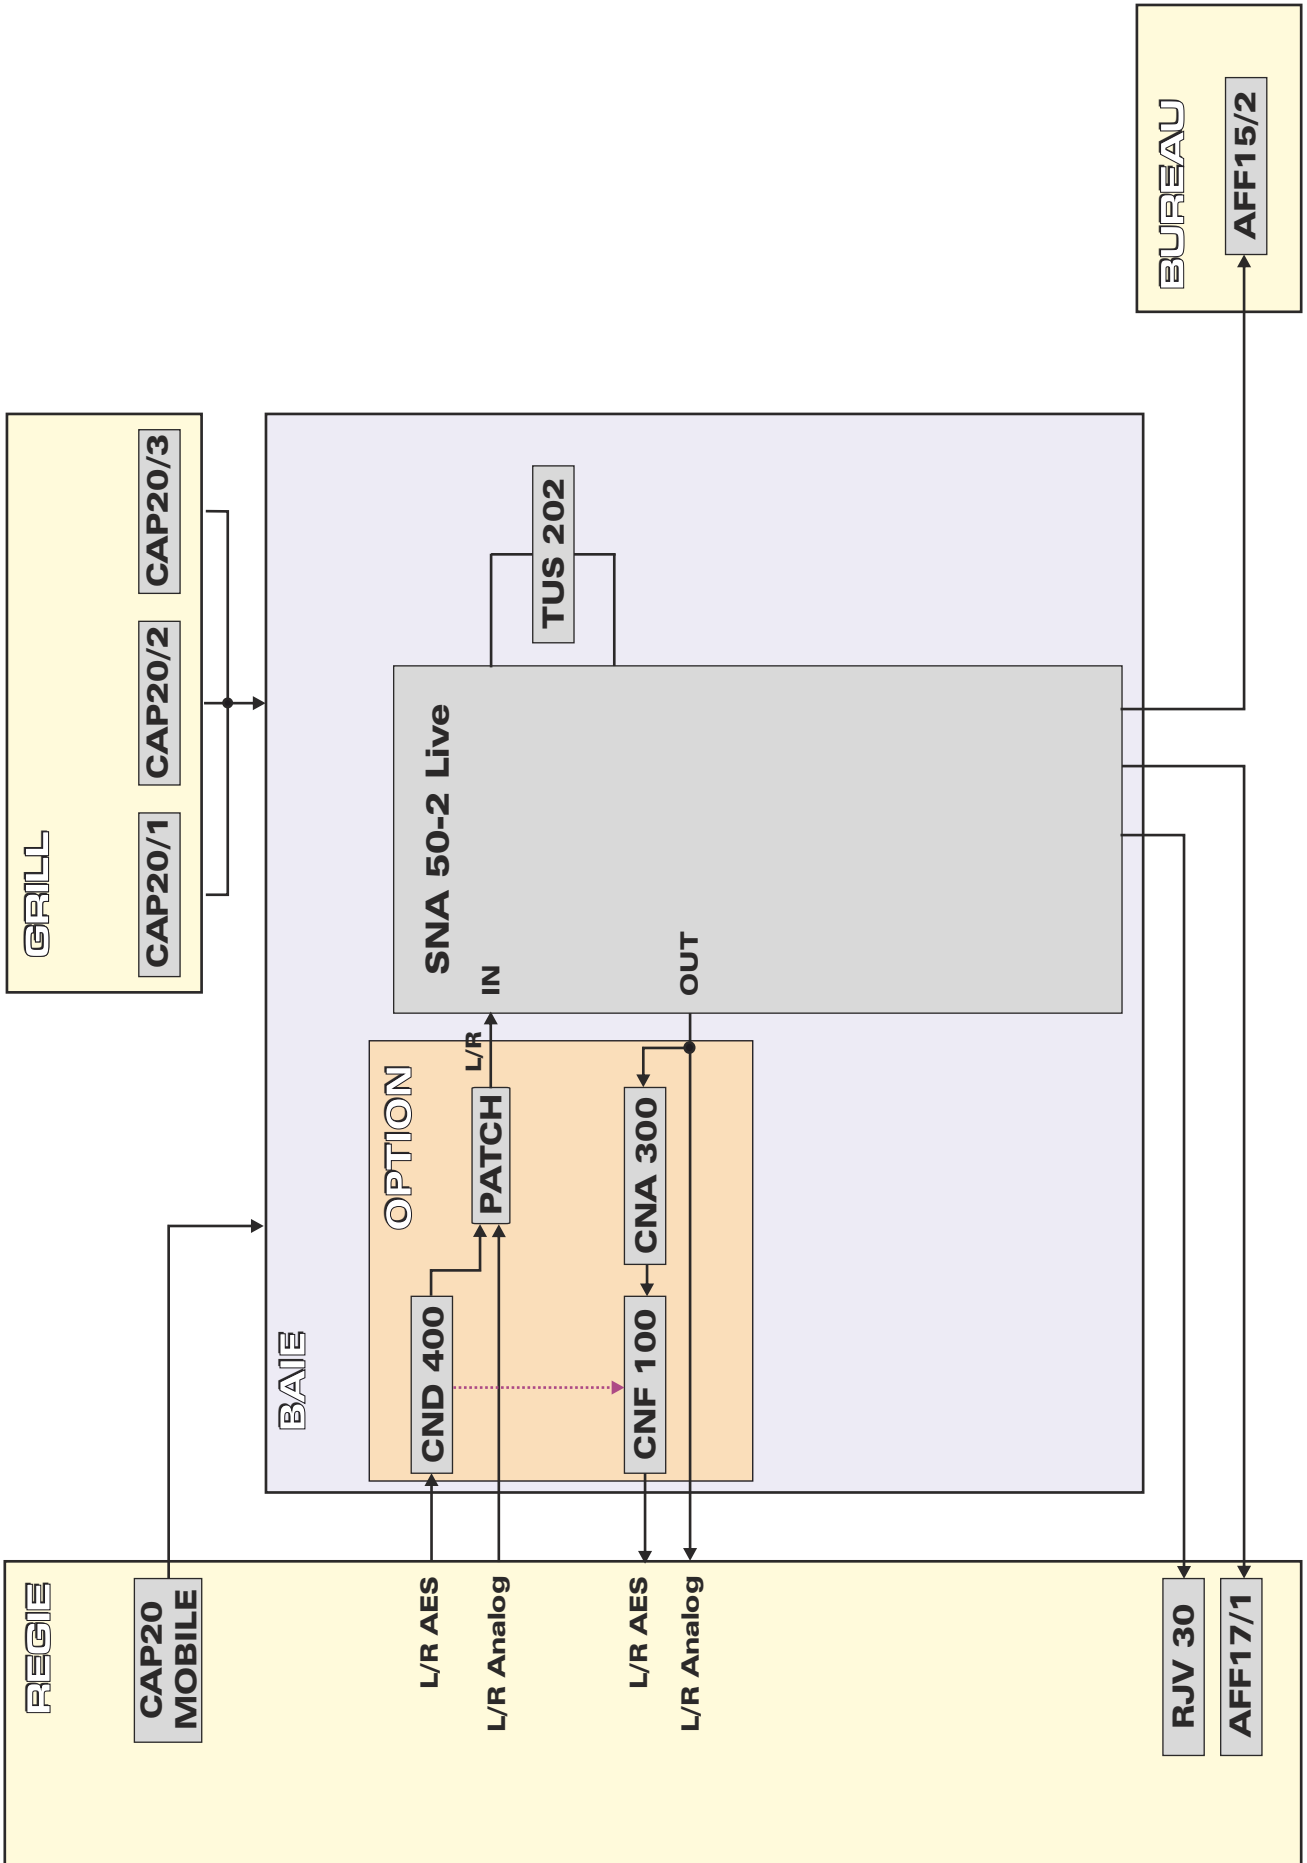 REGIE
CAP20
MOBILE
L/R AES
L/R Analog
L/R AES
L/R Analog
RJV 30
AFF17/1
GRILL
CAP20/1
CAP20/2
CAP20/3
BAIE
OPTION
CND 400
PATCH
L/R
CNF 100
CNA 300
SNA 50-2 Live
IN
OUT
TUS 202
BUREAU
AFF15/2